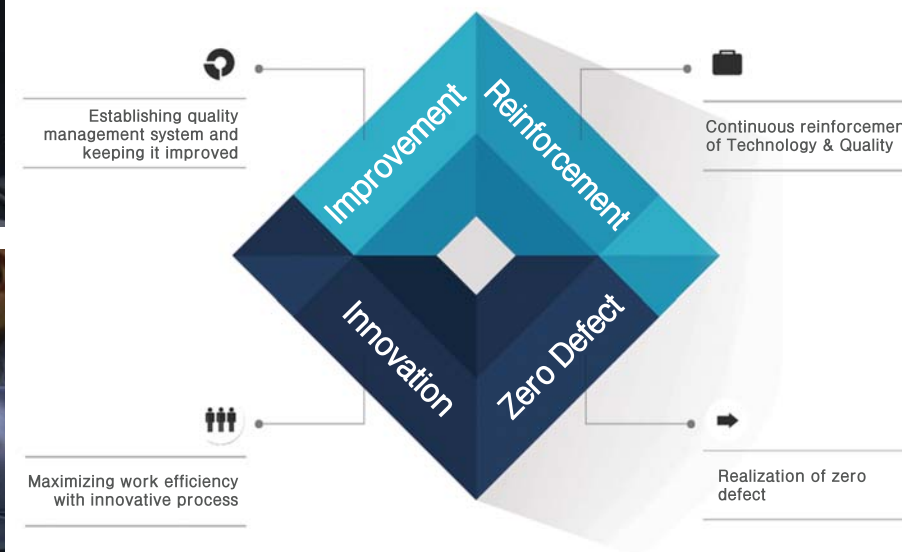 Improvement
Reinforcement
Innovation
Zero Defect
Establishing quality
management system and
keeping it improved
Continuous reinforcemen
of Technology & Quality
Maximizing work efficiency
with innovative process
Realization of zero
defect